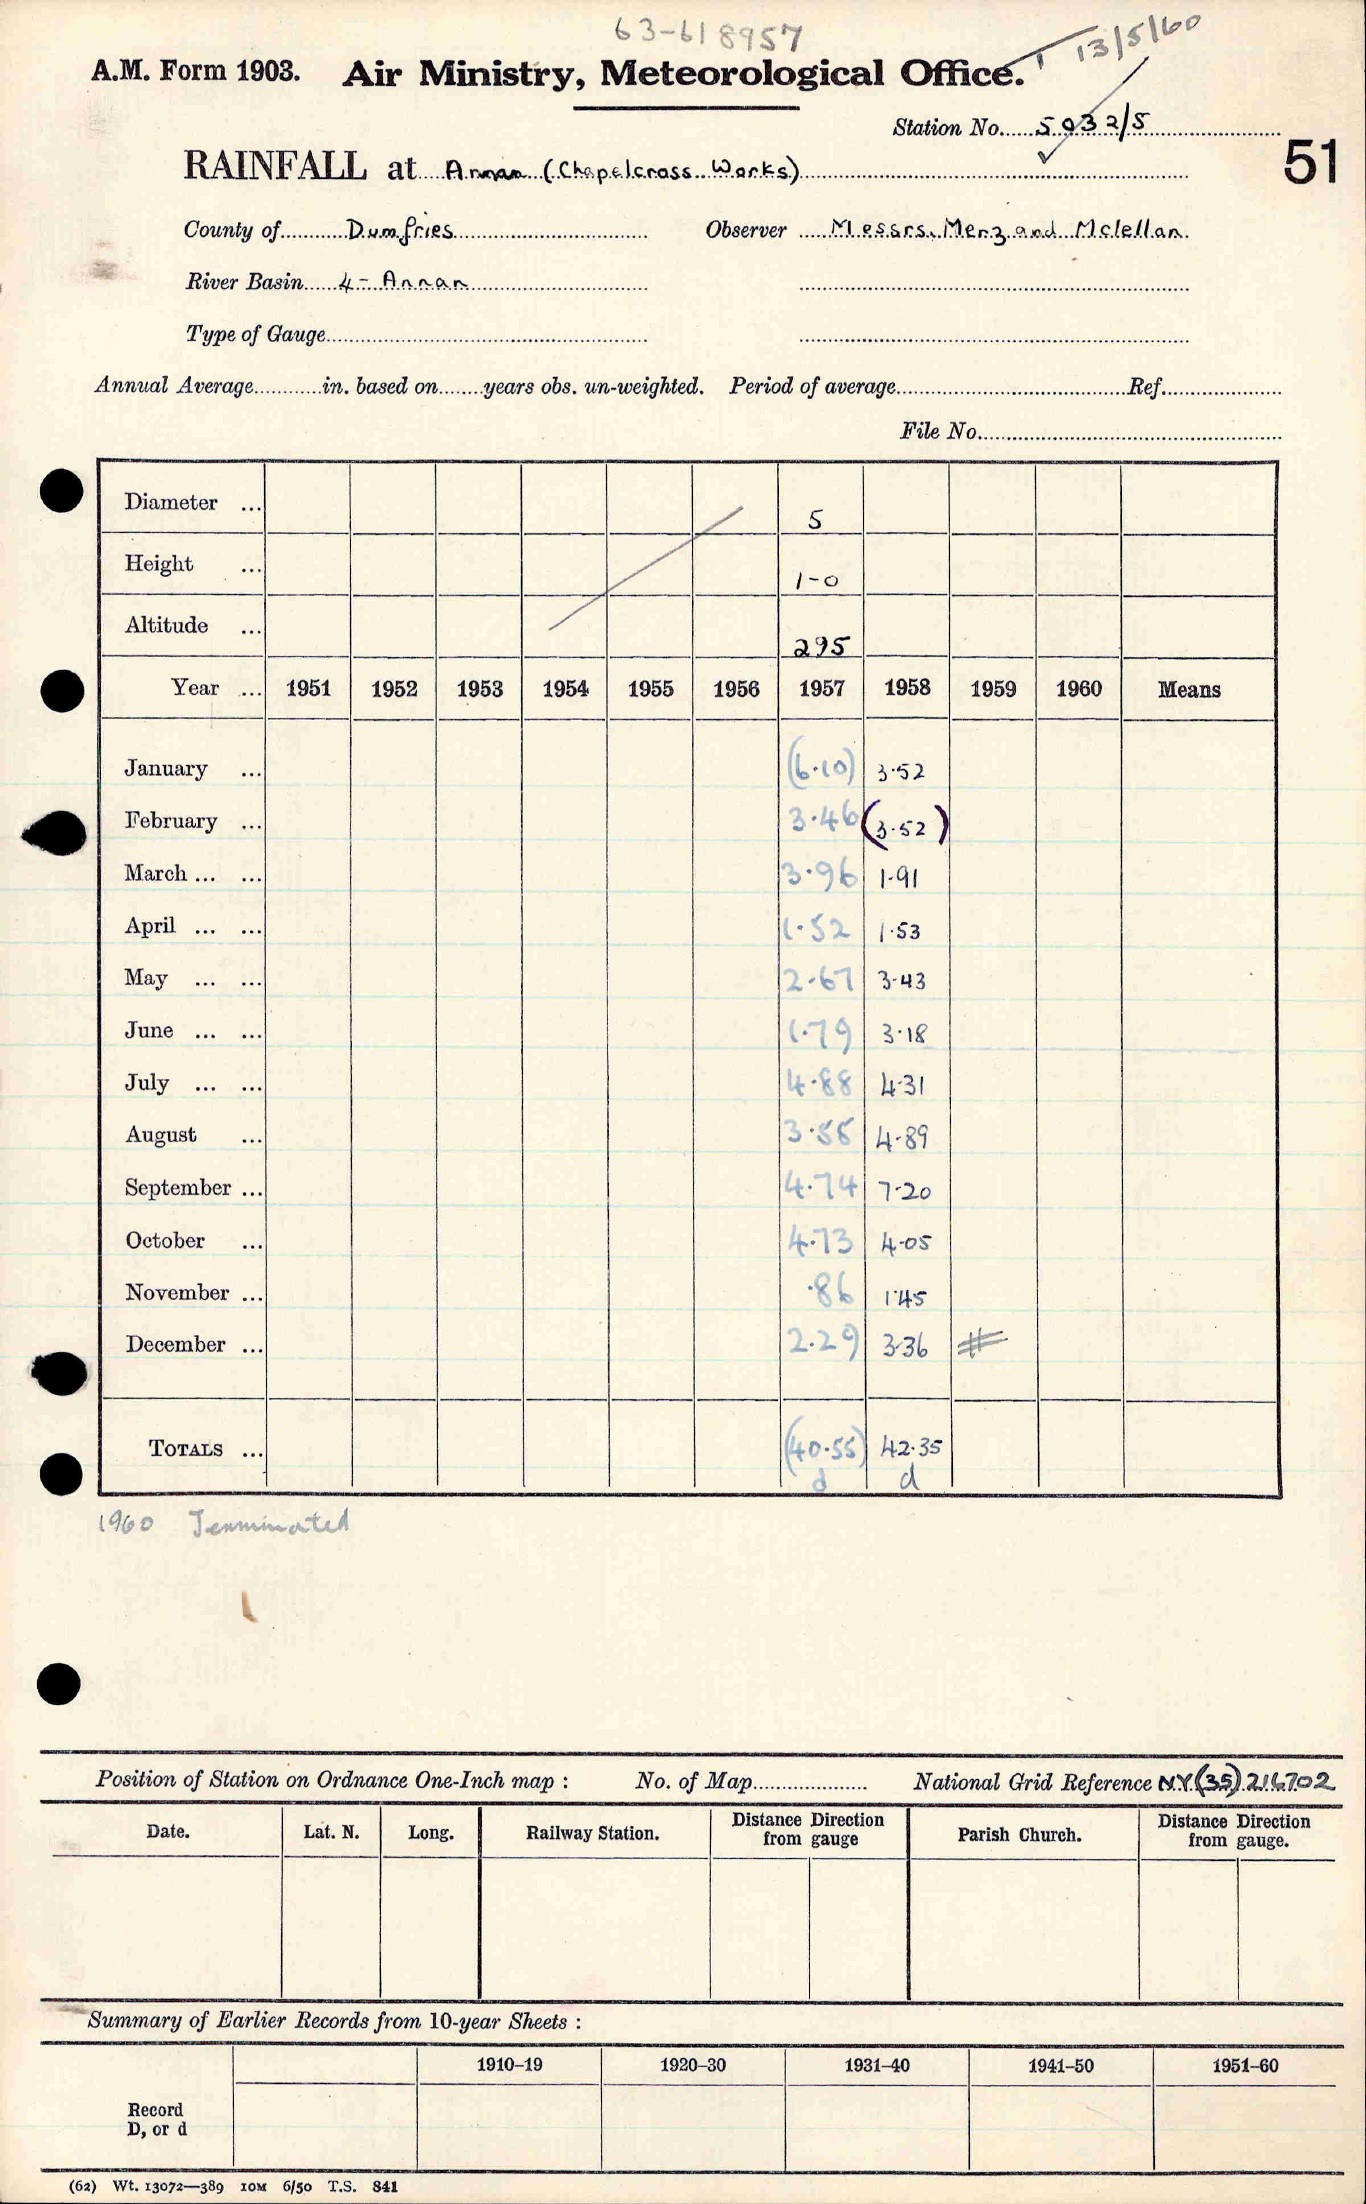 63-618957
T 13/5/60
A.M. Form 1903. Air Ministry, Meteorological Office.
Station No. 5032/5
51
RAINFALL at Annan (Chapelcross Works)
County of Dumfries Observer Messrs. Merz and Mclellan
River Basin 4 - Annan
Type of Gauge
Annual Average in. based on years obs. un-weighted. Period of average Ref.
File No.
Diameter ... 5
Height ... 1-0
Altitude ... 295
Year ... 1951 1952 1953 1954 1955 1956 1957 1958 1959 1960 Means
January ... (6.10) 3.52
February ... 3.46 (3.52)
March ... ... 3.96 1.91
April ... ... 1.52 1.53
May ... ... 2.67 3.43
June ... ... 1.79 3.18
July ... ... 4.88 4.31
August ... 3.55 4.89
September ... 4.74 7.20
October ... 4.73 4.05
November ... .86 1.45
December ... 2.29 3.36
TOTALS ... (40.55) 42.35
d d
1960 Terminated
Position of Station on Ordnance One-Inch map : No. of Map National Grid Reference NY (35) 216702
Date. Lat. N. Long. Railway Station. Distance Direction from gauge Parish Church. Distance Direction from gauge.
Summary of Earlier Records from 10-year Sheets :
1910–19 1920–30 1931–40 1941–50 1951–60
Record
D, or d
(62) Wt. 13072—389 10M 6/50 T.S. 841